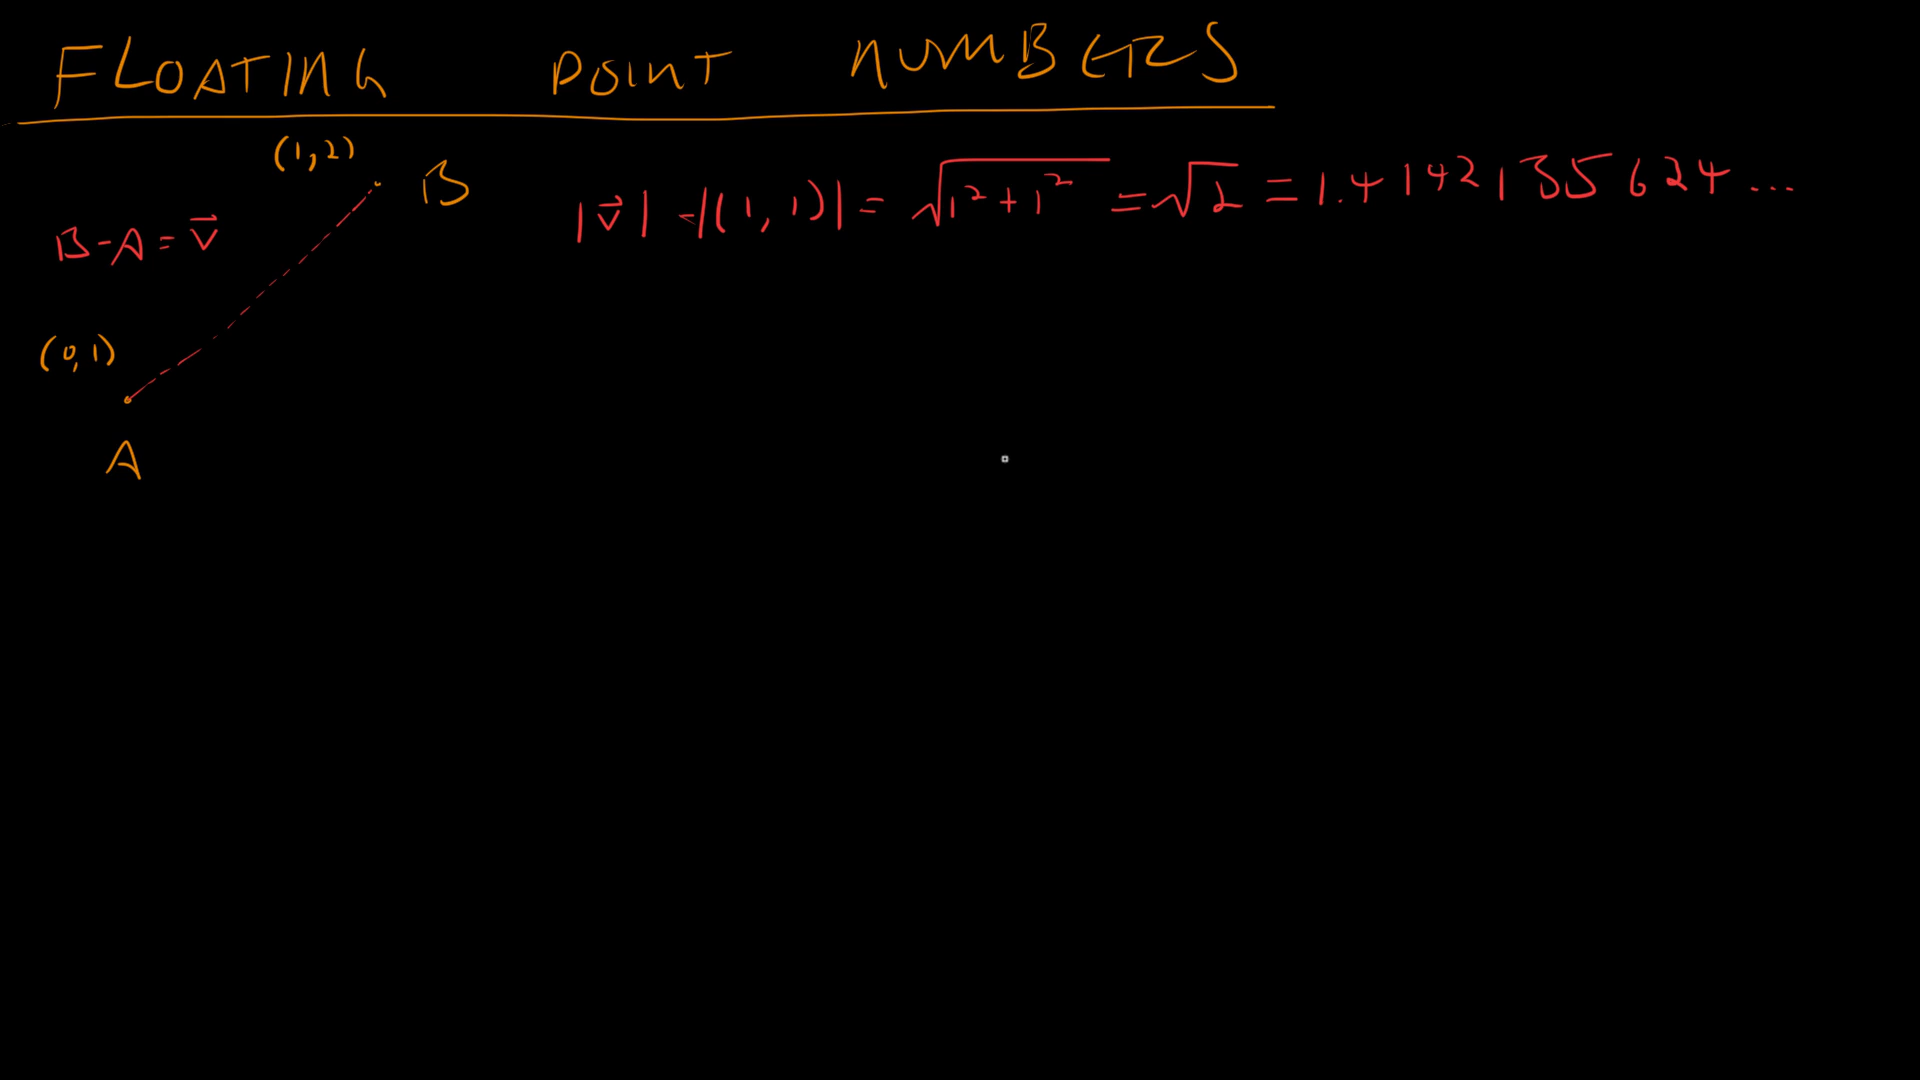 FLOATING POINT NUMBERS
(1,2)
B
|v⃗| = |(1, 1)| = √(1² + 1²) = √2 = 1.4142135624...
B-A = v⃗
(0,1)
A